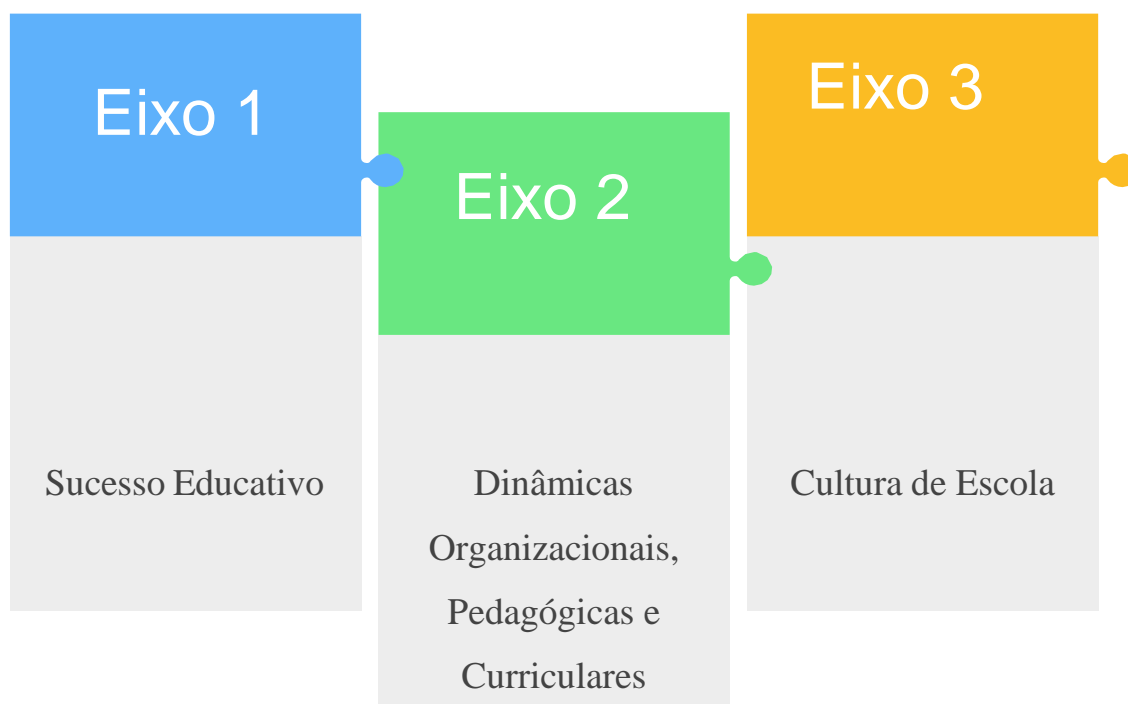 Eixo 1
Sucesso Educativo
Eixo 2
Dinâmicas
Organizacionais,
Pedagógicas e
Curriculares
Eixo 3
Cultura de Escola